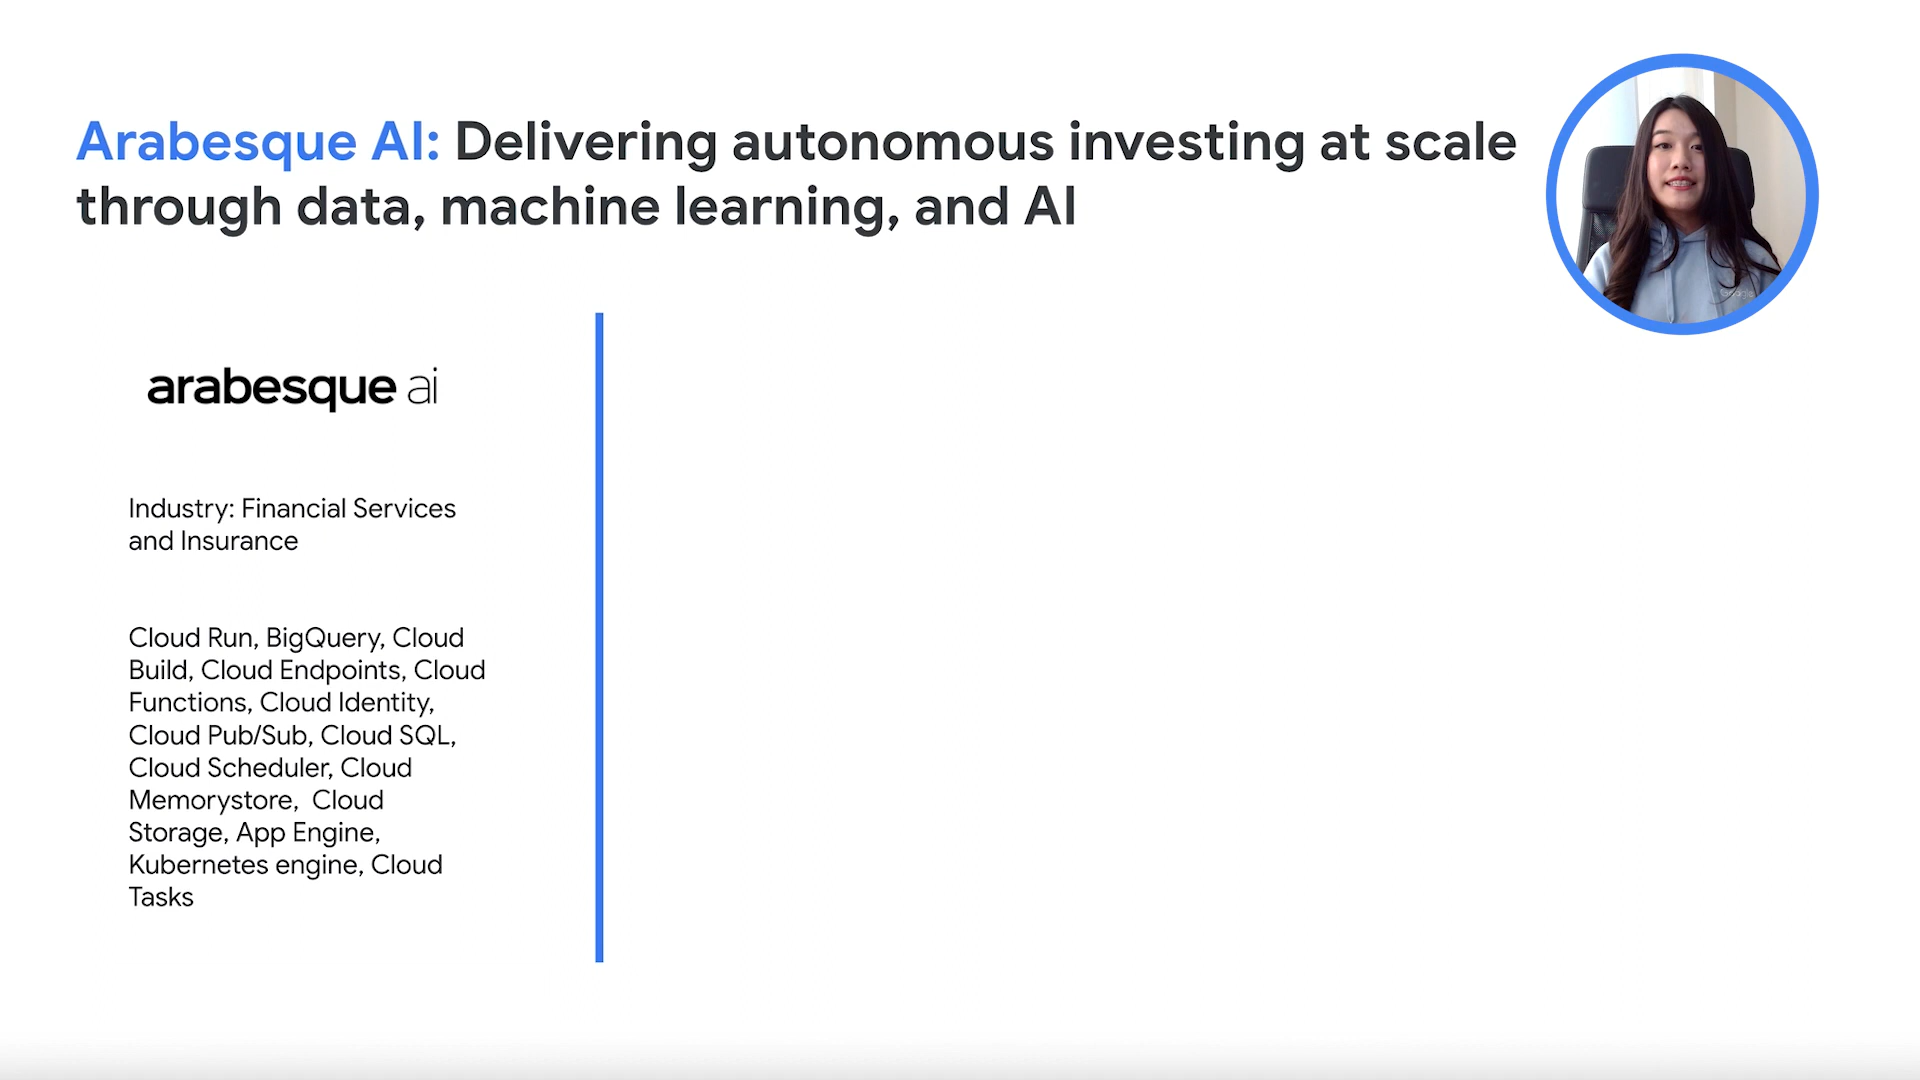 Arabesque AI: Delivering autonomous investing at scale
through data, machine learning, and AI
arabesque ai
Industry: Financial Services
and Insurance
Cloud Run, BigQuery, Cloud
Build, Cloud Endpoints, Cloud
Functions, Cloud Identity,
Cloud Pub/Sub, Cloud SQL,
Cloud Scheduler, Cloud
Memorystore,  Cloud
Storage, App Engine,
Kubernetes engine, Cloud
Tasks